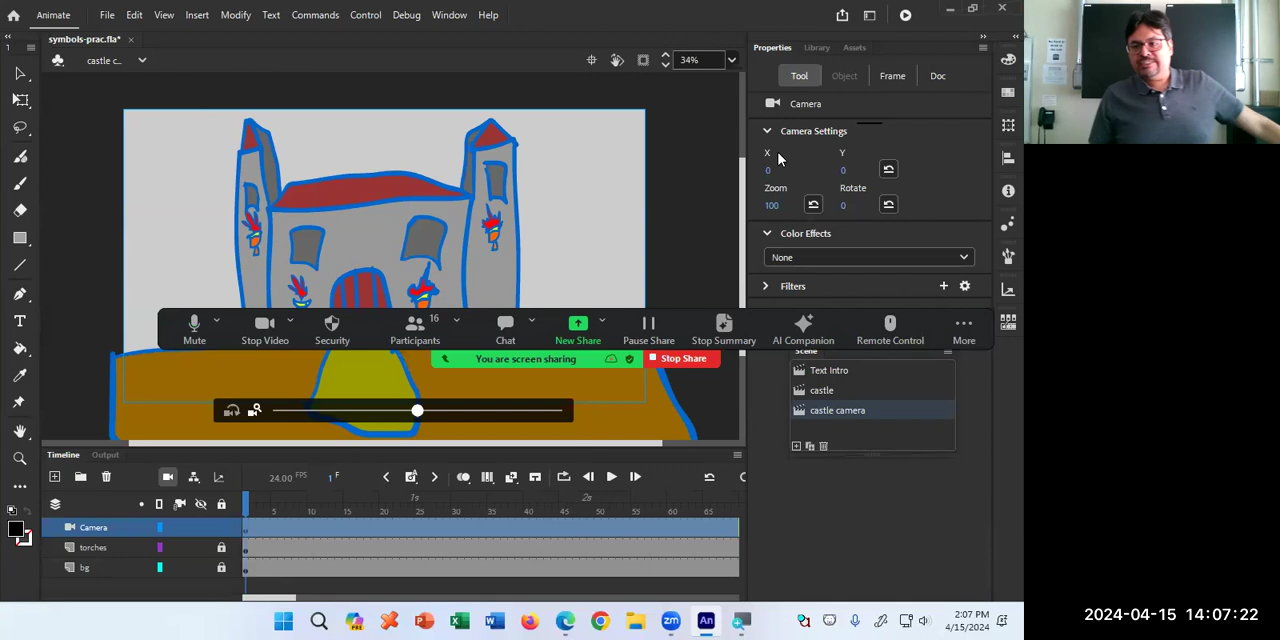 Animate File Edit View Insert Modify Text Commands Control Debug Window Help
symbols-prac.fla*
castle c...
34%
Properties Library Assets
Tool Object Frame Doc
Camera
Camera Settings
X Y
0 0
Zoom Rotate
100 0
Color Effects
None
Filters
Mute Stop Video Security Participants 16 Chat New Share Pause Share Stop Summary AI Companion Remote Control More
You are screen sharing Stop Share
Scene
Text Intro
castle
castle camera
Timeline Output
24.00 FPS 1 F
1s 2s
5 10 15 20 25 30 35 40 45 50 55 60 65
Camera
torches
bg
2:07 PM
4/15/2024
2024-04-15 14:07:22